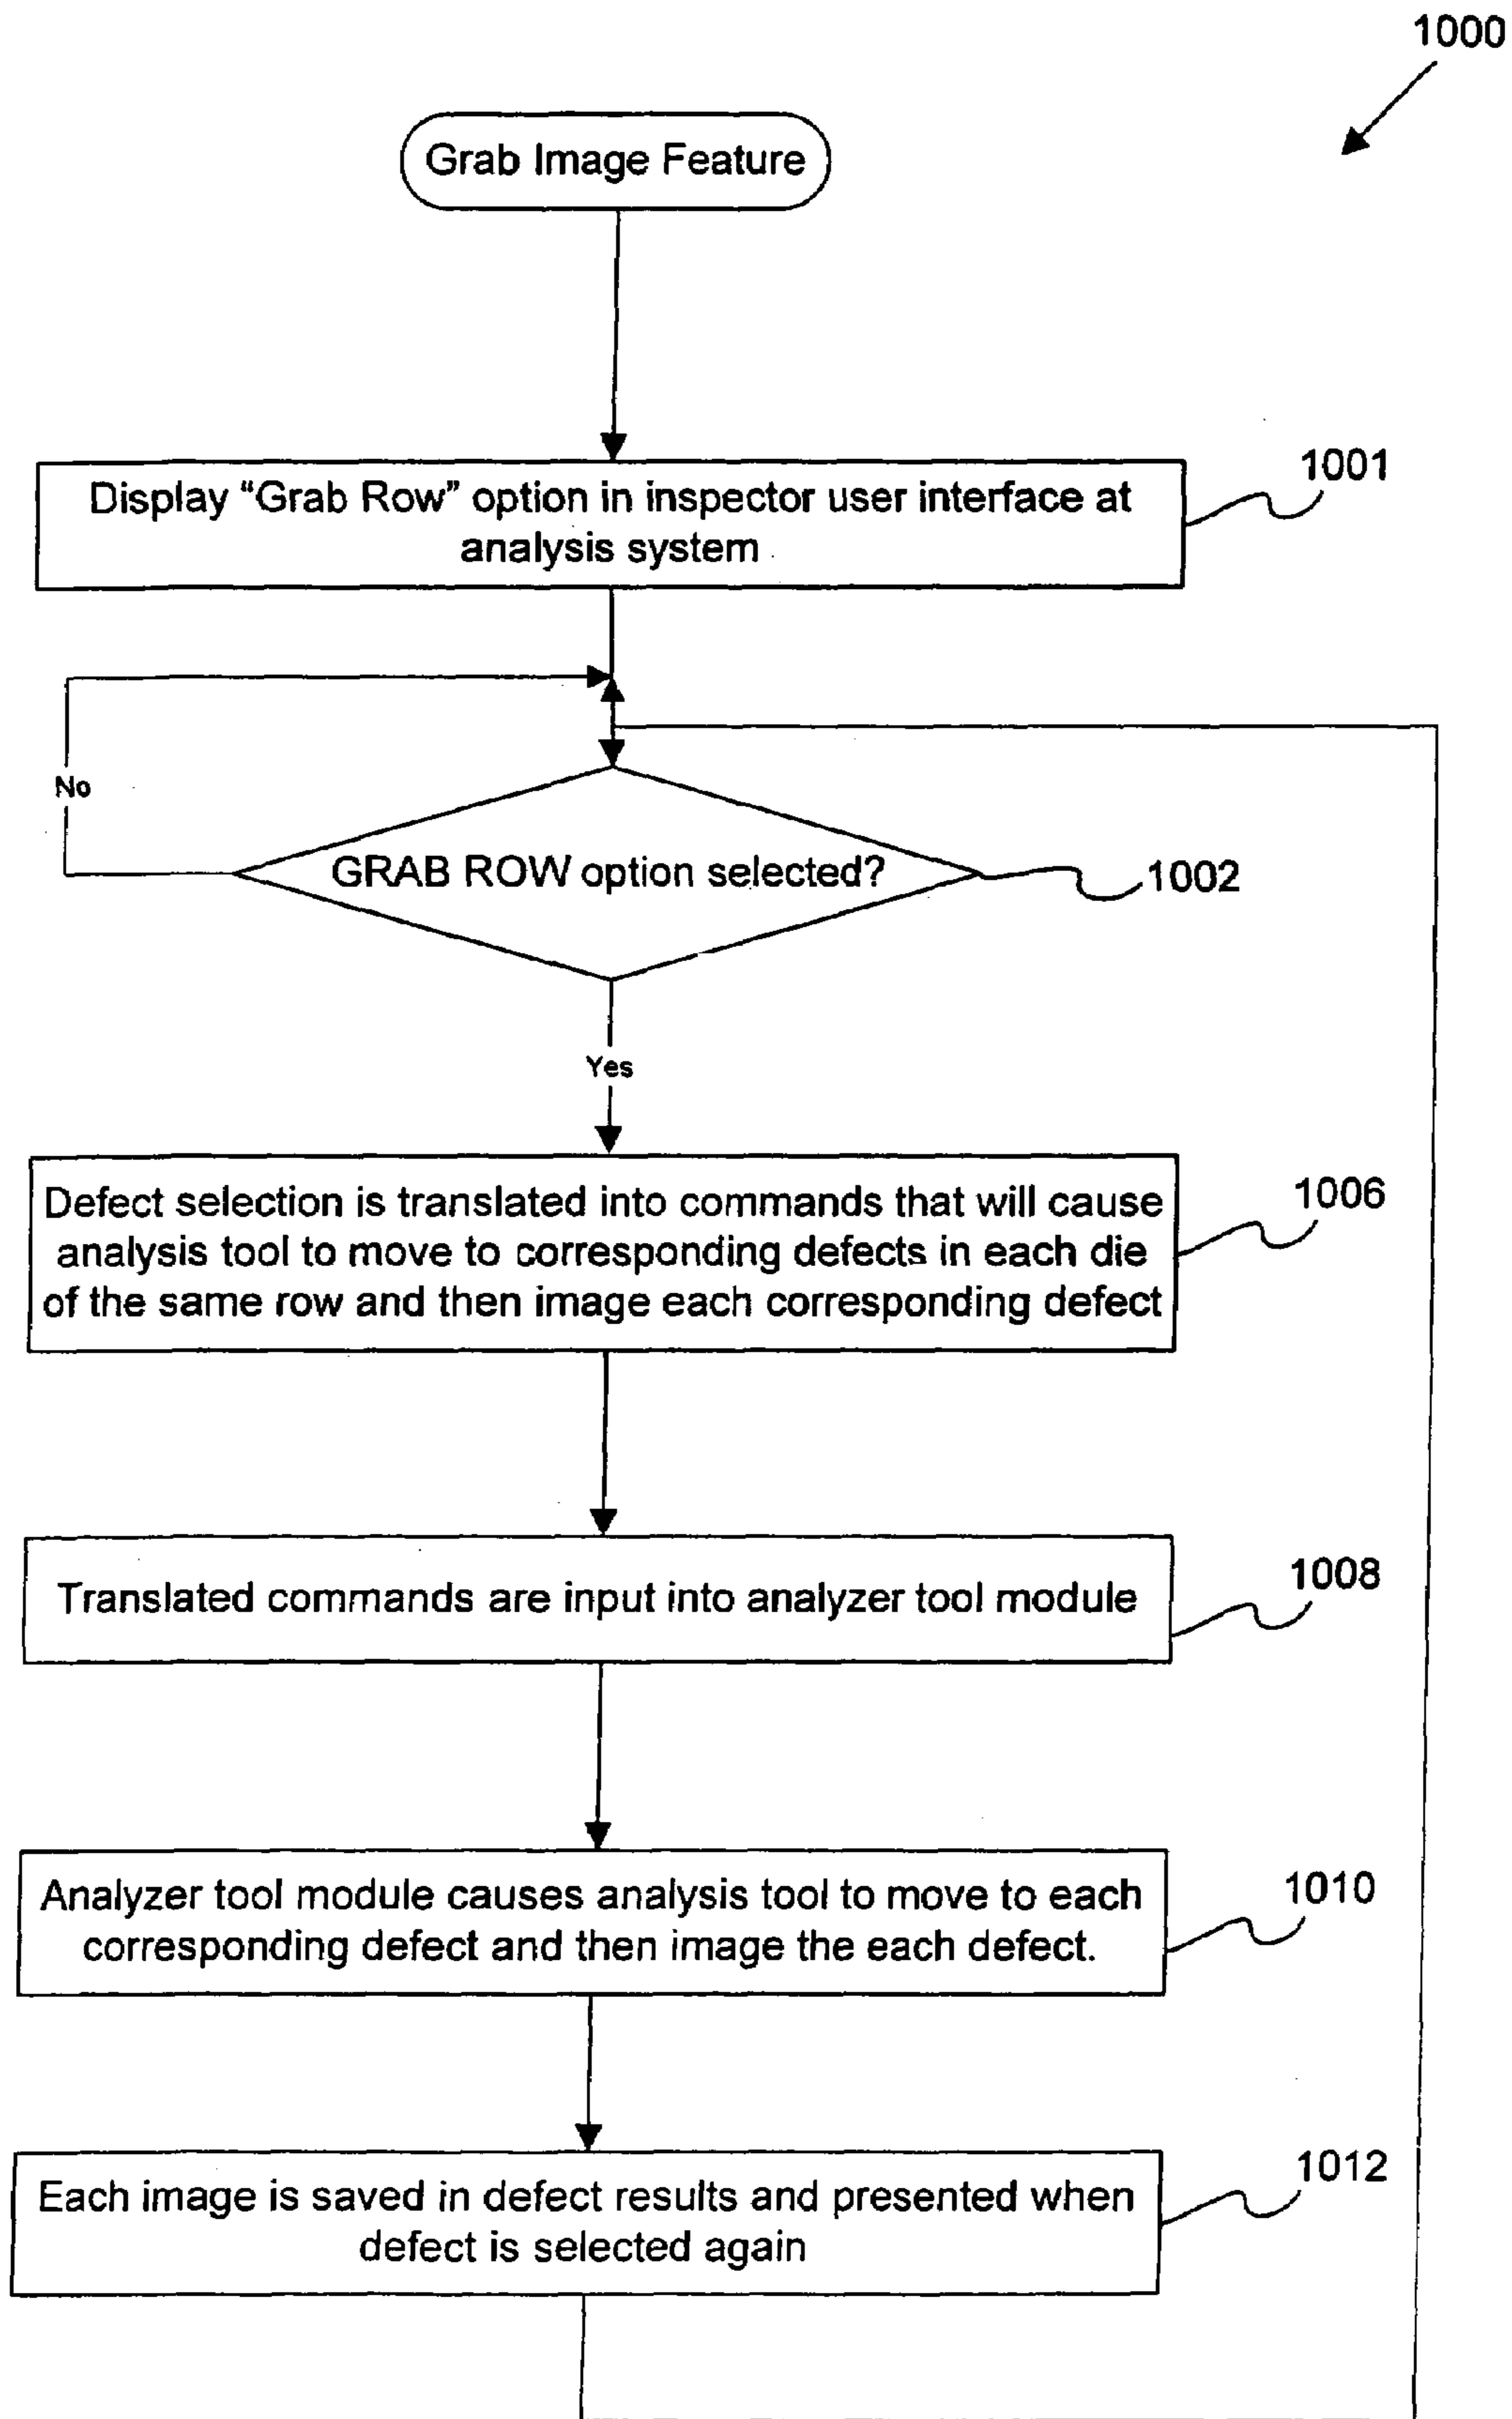 1000
Grab Image Feature
Display “Grab Row” option in inspector user interface at
analysis system
1001
No
GRAB ROW option selected?
1002
Yes
Defect selection is translated into commands that will cause
analysis tool to move to corresponding defects in each die
of the same row and then image each corresponding defect
1006
Translated commands are input into analyzer tool module
1008
Analyzer tool module causes analysis tool to move to each
corresponding defect and then image the each defect.
1010
Each image is saved in defect results and presented when
defect is selected again
1012